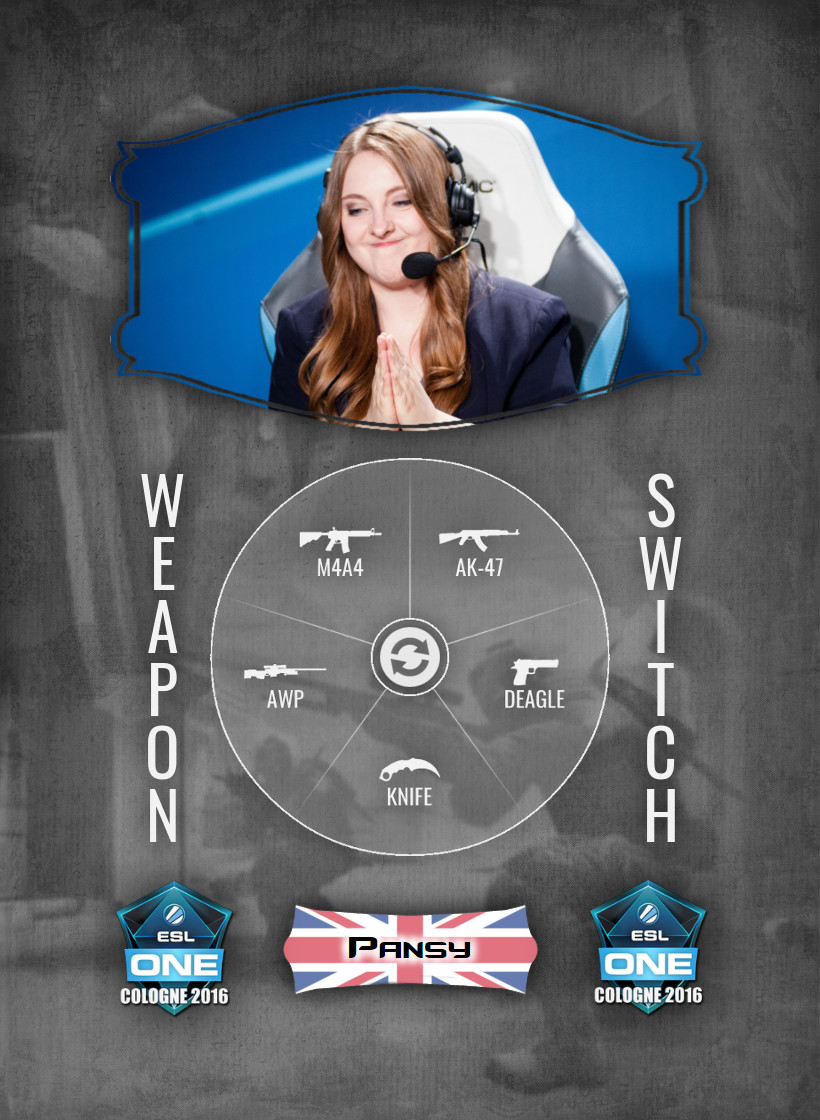 WEAPON
SWITCH
M4A4
AK-47
AWP
DEAGLE
KNIFE
ESL
ONE
COLOGNE 2016
PANSY
ESL
ONE
COLOGNE 2016